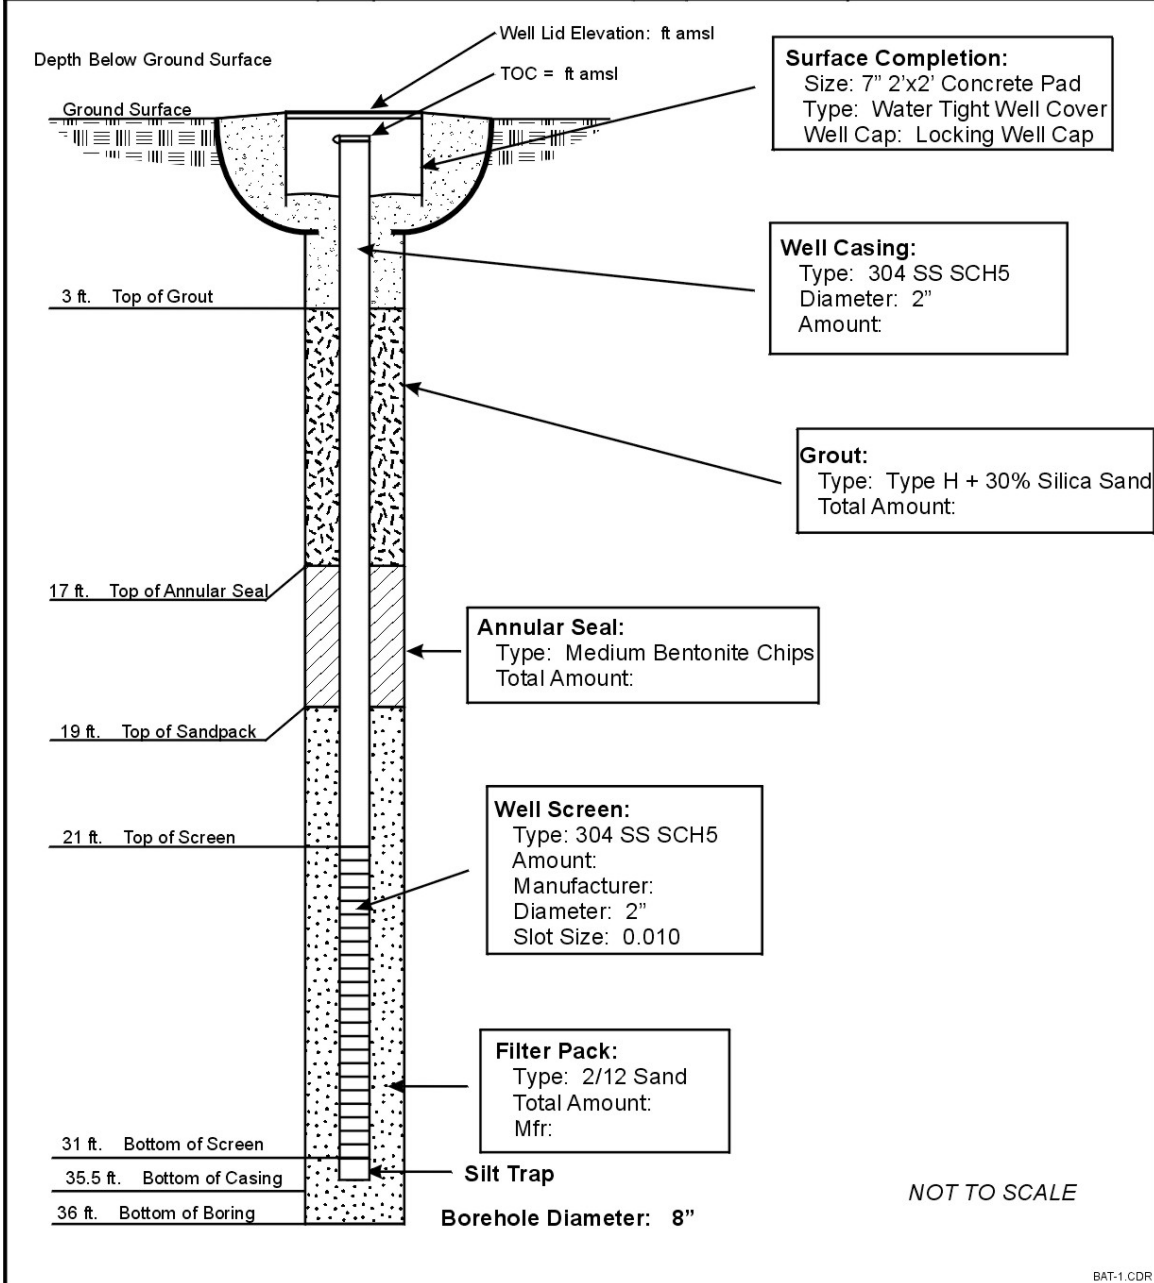 Well Lid Elevation: ft amsl
Depth Below Ground Surface
TOC = ft amsl
Ground Surface
Surface Completion:
Size: 7" 2'x2' Concrete Pad
Type: Water Tight Well Cover
Well Cap: Locking Well Cap
Well Casing:
Type: 304 SS SCH5
Diameter: 2"
Amount:
3 ft. Top of Grout
Grout:
Type: Type H + 30% Silica Sand
Total Amount:
17 ft. Top of Annular Seal
Annular Seal:
Type: Medium Bentonite Chips
Total Amount:
19 ft. Top of Sandpack
21 ft. Top of Screen
Well Screen:
Type: 304 SS SCH5
Amount:
Manufacturer:
Diameter: 2"
Slot Size: 0.010
Filter Pack:
Type: 2/12 Sand
Total Amount:
Mfr:
31 ft. Bottom of Screen
35.5 ft. Bottom of Casing
36 ft. Bottom of Boring
Silt Trap
Borehole Diameter: 8"
NOT TO SCALE
BAT-1.CDR